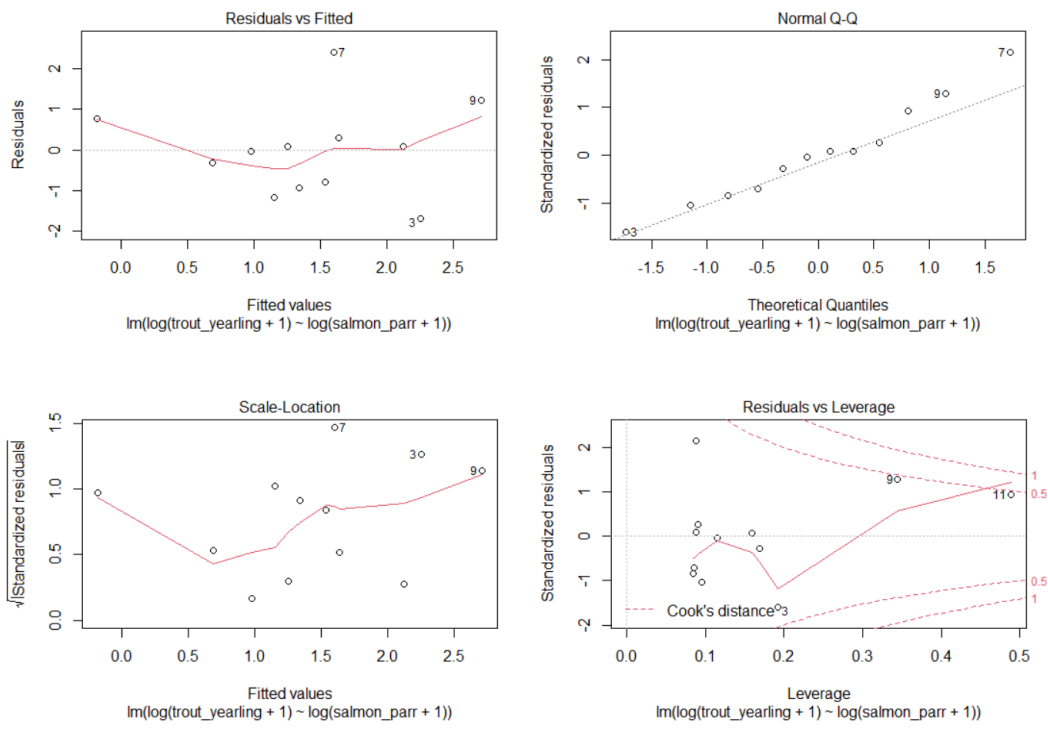 Residuals vs Fitted
Residuals
2
1
0
-1
-2
7
9
3
0.0 0.5 1.0 1.5 2.0 2.5
Fitted values
lm(log(trout_yearling + 1) ~ log(salmon_parr + 1))
Normal Q-Q
Standardized residuals
2
1
0
-1
7
9
3
-1.5 -1.0 -0.5 0.0 0.5 1.0 1.5
Theoretical Quantiles
lm(log(trout_yearling + 1) ~ log(salmon_parr + 1))
Scale-Location
√|Standardized residuals|
1.5
1.0
0.5
0.0
7
3
9
0.0 0.5 1.0 1.5 2.0 2.5
Fitted values
lm(log(trout_yearling + 1) ~ log(salmon_parr + 1))
Residuals vs Leverage
Standardized residuals
2
1
0
-1
-2
9
11
3
1
0.5
0.5
1
Cook's distance
0.0 0.1 0.2 0.3 0.4 0.5
Leverage
lm(log(trout_yearling + 1) ~ log(salmon_parr + 1))